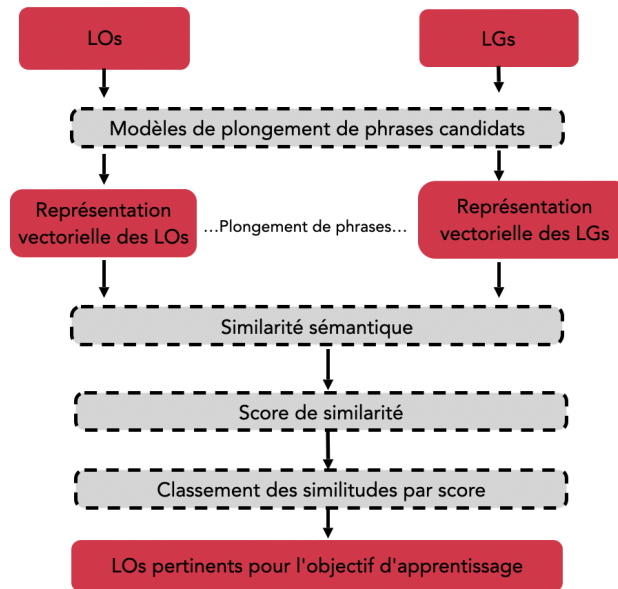 LOs
LGs
Modèles de plongement de phrases candidats
Représentation
vectorielle des LOs
...Plongement de phrases...
Représentation
vectorielle des LGs
Similarité sémantique
Score de similarité
Classement des similitudes par score
LOs pertinents pour l'objectif d'apprentissage